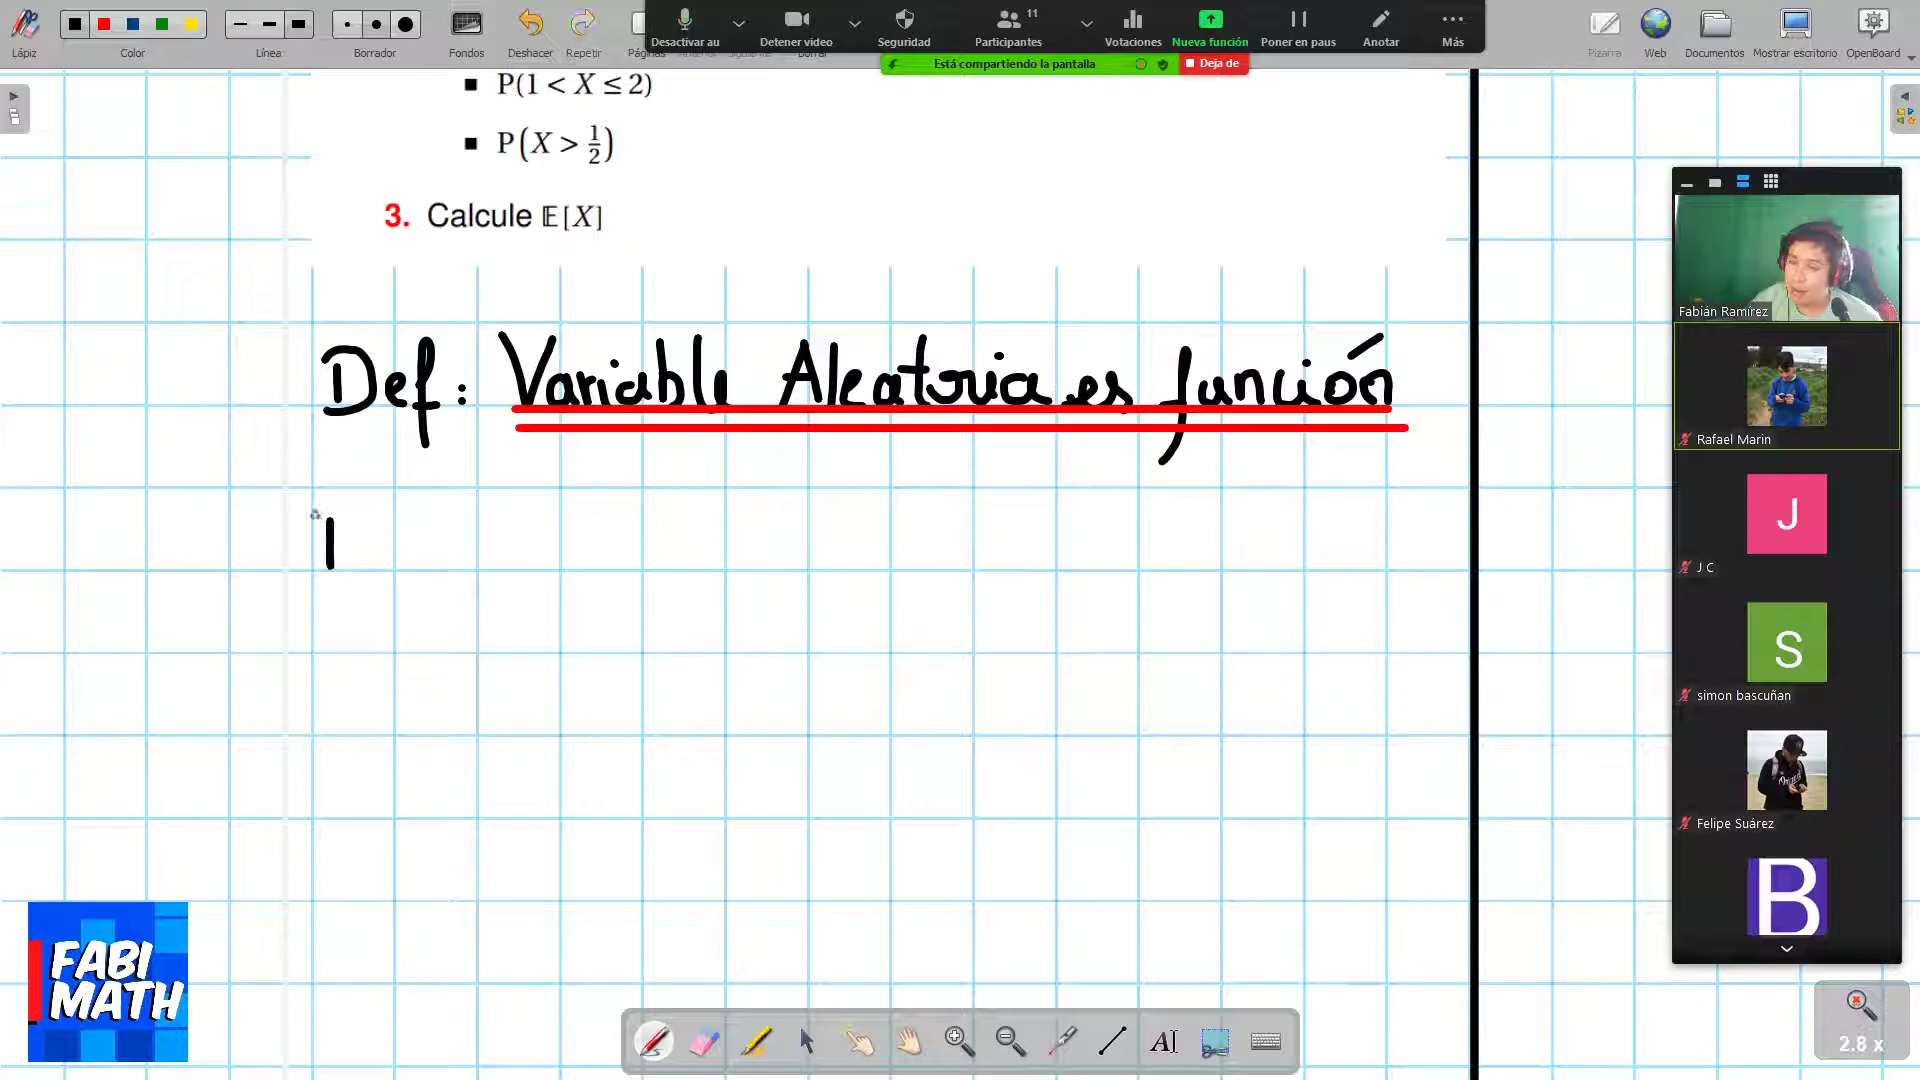 Lápiz
Color
Línea
Borrador
Fondos
Deshacer
Repetir
Desactivar au
Detener video
Seguridad
Participantes
11
Votaciones
Nueva función
Poner en paus
Anotar
Más
Pizarra
Web
Documentos
Mostrar escritorio
OpenBoard
Está compartiendo la pantalla
Deja de
P(1 < X ≤ 2)
P(X > 1/2)
3. Calcule 𝔼[X]
Def: Variable Aleatoria es función
Fabián Ramírez
Rafael Marin
J
J C
S
simon bascuñan
Felipe Suárez
B
FABI
MATH
2.8 x